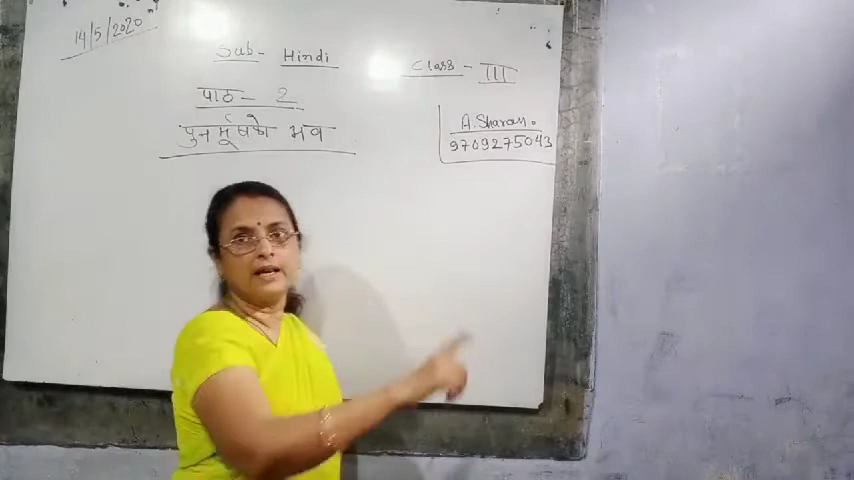 14/5/2020
Sub- Hindi
Class - III
पाठ - 2
पुनर्मूषको भव
A. Sharan.
9709275043